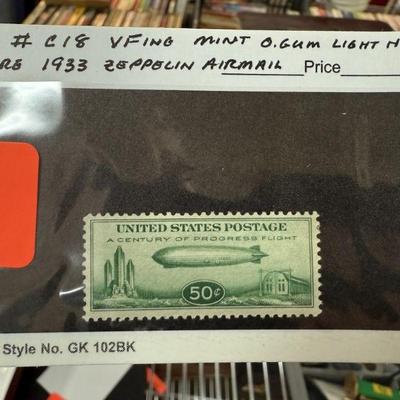 # C18 VFine MINT O.GUM LIGHT H
RE 1933 ZEPPELIN AIRMAIL Price
UNITED STATES POSTAGE
A CENTURY OF PROGRESS FLIGHT
50¢
Style No. GK 102BK